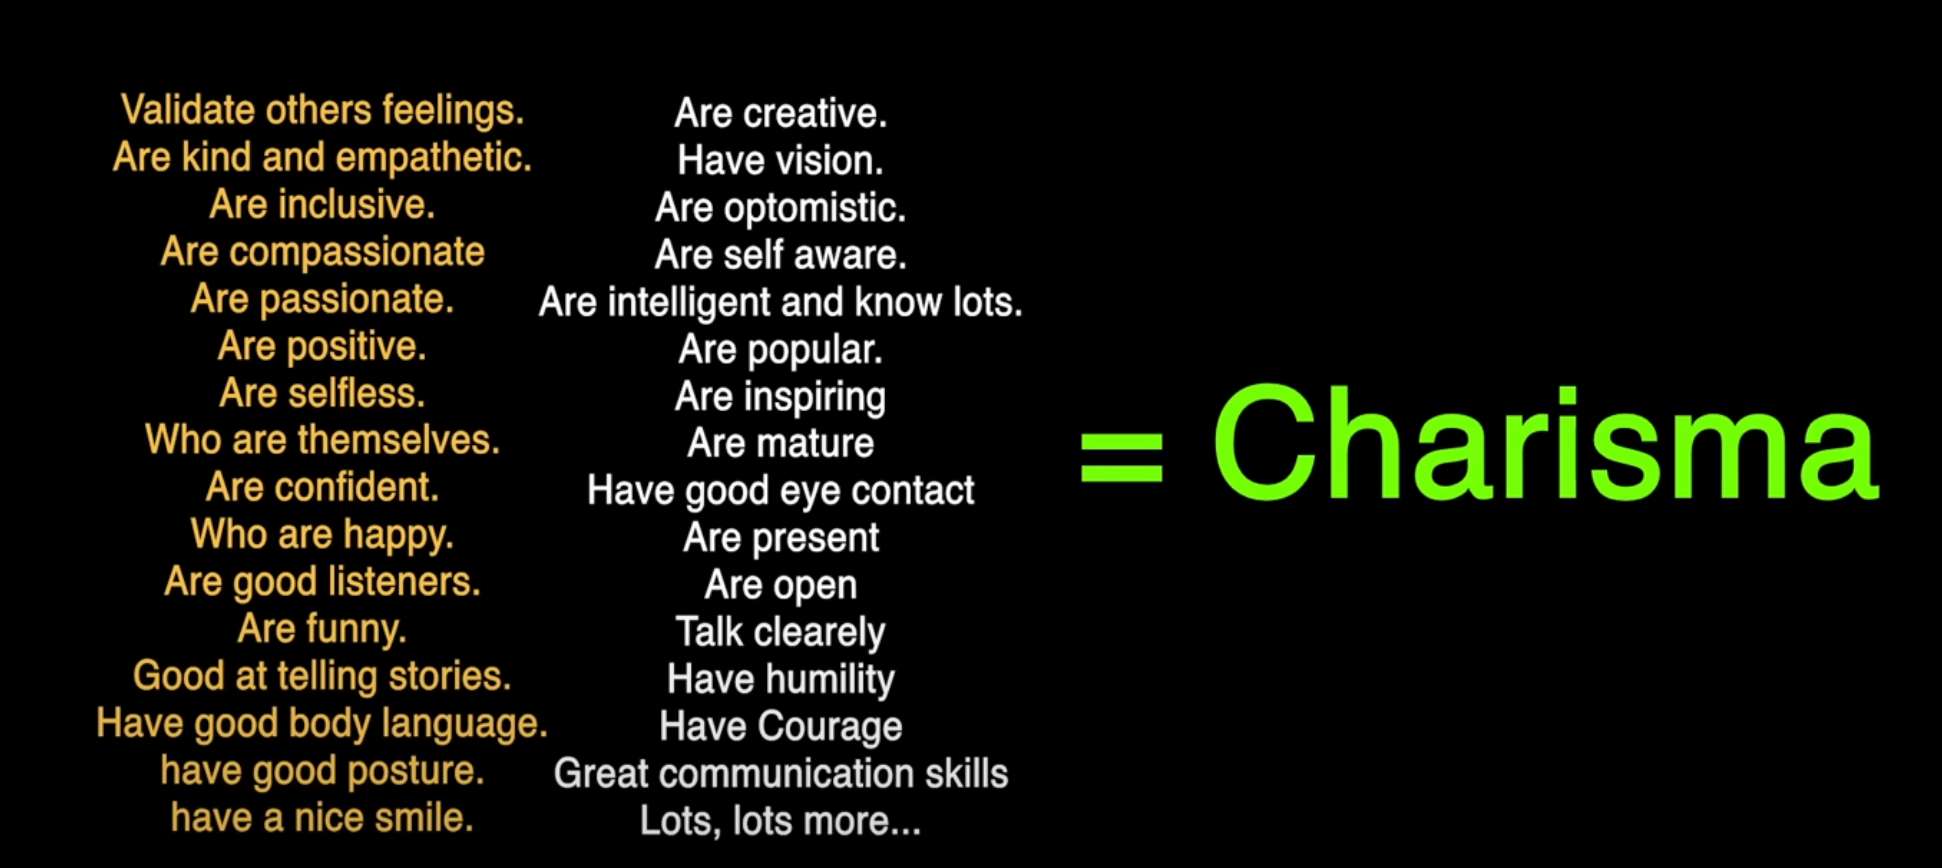 Validate others feelings.
Are kind and empathetic.
Are inclusive.
Are compassionate
Are passionate.
Are positive.
Are selfless.
Who are themselves.
Are confident.
Who are happy.
Are good listeners.
Are funny.
Good at telling stories.
Have good body language.
have good posture.
have a nice smile.
Are creative.
Have vision.
Are optomistic.
Are self aware.
Are intelligent and know lots.
Are popular.
Are inspiring
Are mature
Have good eye contact
Are present
Are open
Talk clearely
Have humility
Have Courage
Great communication skills
Lots, lots more...
= Charisma